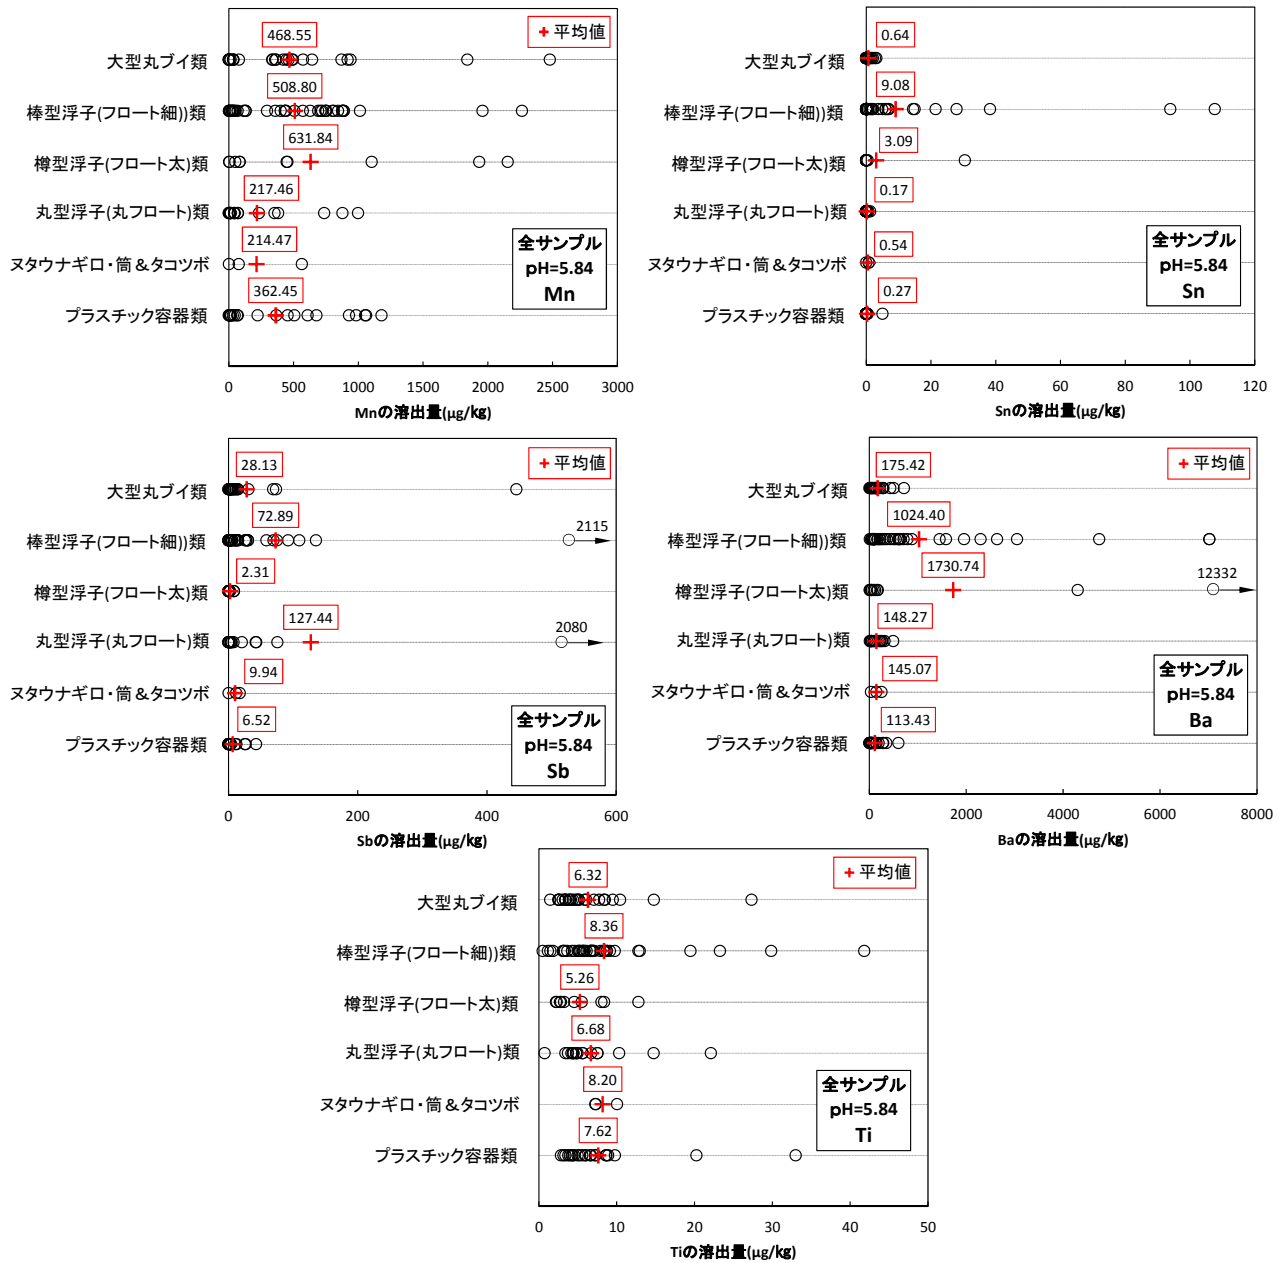 468.55
平均値
大型丸ブイ類
508.80
棒型浮子(フロート細))類
631.84
樽型浮子(フロート太)類
217.46
丸型浮子(丸フロート)類
214.47
ヌタウナギロ・筒＆タコツボ
362.45
プラスチック容器類
全サンプル
pH=5.84
Mn
0 500 1000 1500 2000 2500 3000
Mnの溶出量(μg/kg)
0.64
大型丸ブイ類
9.08
棒型浮子(フロート細))類
3.09
樽型浮子(フロート太)類
0.17
丸型浮子(丸フロート)類
0.54
ヌタウナギロ・筒＆タコツボ
0.27
プラスチック容器類
全サンプル
pH=5.84
Sn
0 20 40 60 80 100 120
Snの溶出量(μg/kg)
28.13
平均値
大型丸ブイ類
72.89
2115
棒型浮子(フロート細))類
2.31
樽型浮子(フロート太)類
127.44
2080
丸型浮子(丸フロート)類
9.94
ヌタウナギロ・筒＆タコツボ
6.52
プラスチック容器類
全サンプル
pH=5.84
Sb
0 200 400 600
Sbの溶出量(μg/kg)
175.42
平均値
大型丸ブイ類
1024.40
棒型浮子(フロート細))類
1730.74
12332
樽型浮子(フロート太)類
148.27
丸型浮子(丸フロート)類
145.07
ヌタウナギロ・筒＆タコツボ
113.43
プラスチック容器類
全サンプル
pH=5.84
Ba
0 2000 4000 6000 8000
Baの溶出量(μg/kg)
6.32
平均値
大型丸ブイ類
8.36
棒型浮子(フロート細))類
5.26
樽型浮子(フロート太)類
6.68
丸型浮子(丸フロート)類
8.20
ヌタウナギロ・筒＆タコツボ
7.62
プラスチック容器類
全サンプル
pH=5.84
Ti
0 10 20 30 40 50
Tiの溶出量(μg/kg)